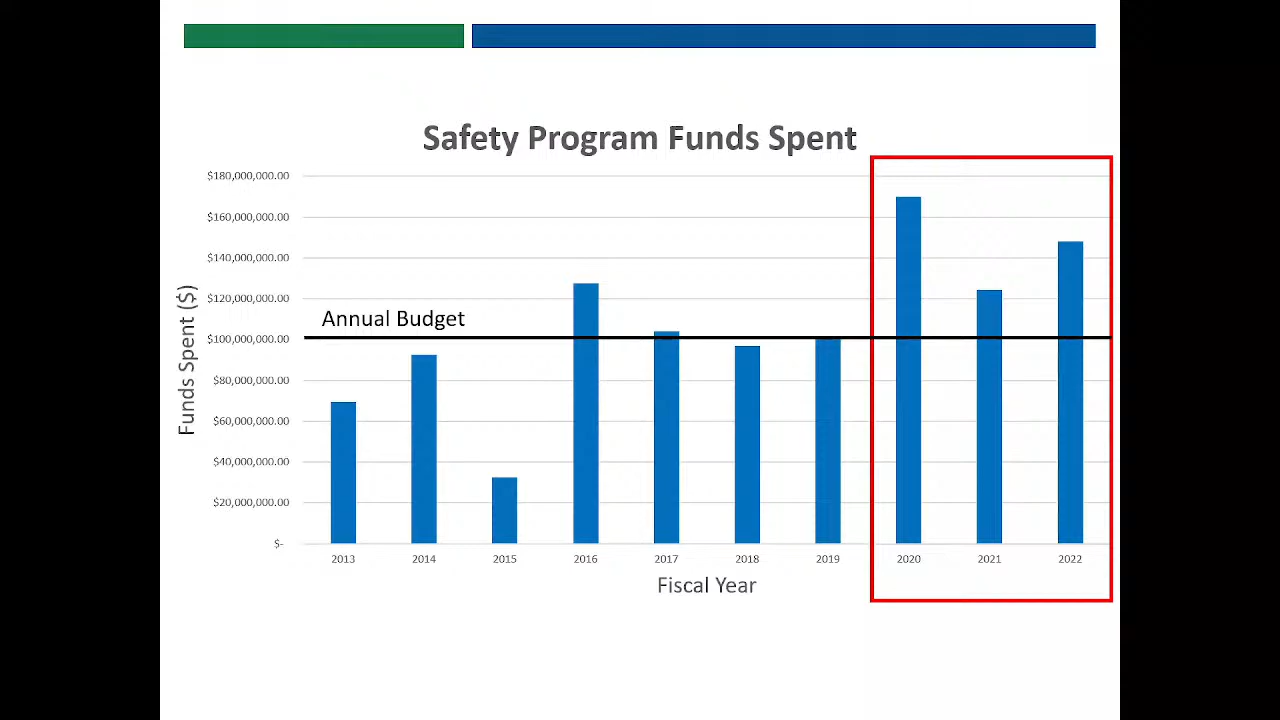 Safety Program Funds Spent
$180,000,000.00
$160,000,000.00
$140,000,000.00
$120,000,000.00
Annual Budget
$100,000,000.00
$80,000,000.00
$60,000,000.00
$40,000,000.00
$20,000,000.00
$-
Funds Spent ($)
2013 2014 2015 2016 2017 2018 2019 2020 2021 2022
Fiscal Year